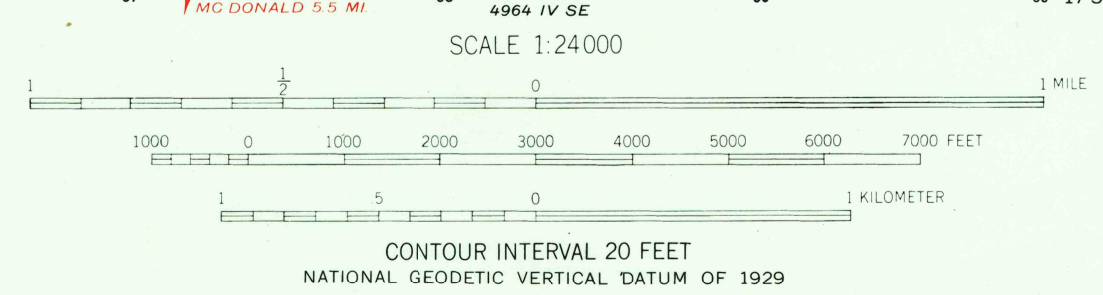 MC DONALD 5.5 MI.
4964 IV SE
SCALE 1:24000
1 1/2 0 1 MILE
1000 0 1000 2000 3000 4000 5000 6000 7000 FEET
1 .5 0 1 KILOMETER
CONTOUR INTERVAL 20 FEET
NATIONAL GEODETIC VERTICAL DATUM OF 1929